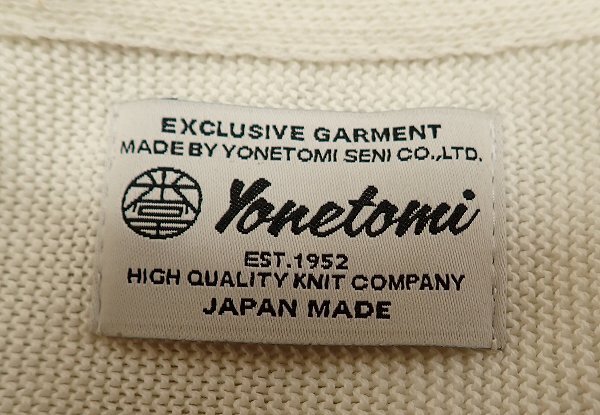 EXCLUSIVE GARMENT
MADE BY YONETOMI SENI CO.,LTD.
Yonetomi
EST.1952
HIGH QUALITY KNIT COMPANY
JAPAN MADE